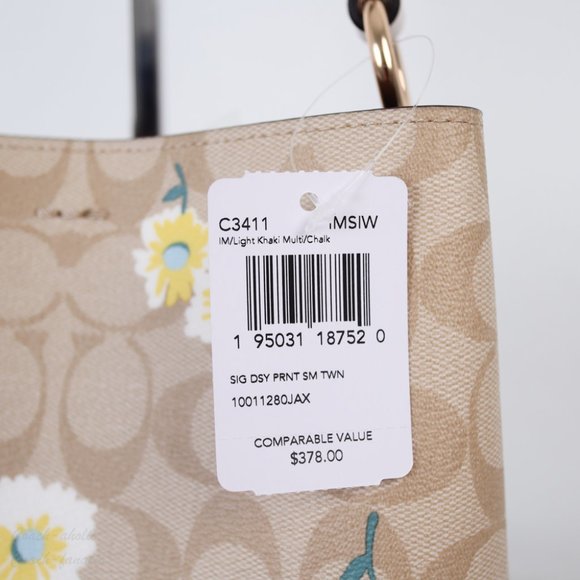 C3411 IMSIW
IM/Light Khaki Multi/Chalk
1 95031 18752 0
SIG DSY PRNT SM TWN
10011280JAX
COMPARABLE VALUE
$378.00